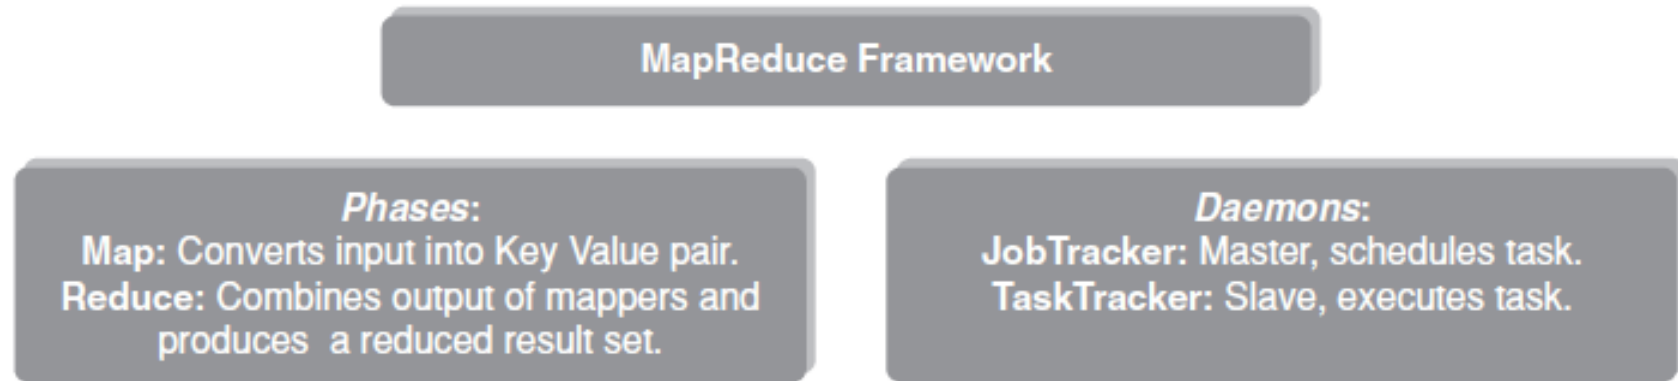 MapReduce Framework
Phases:
Map: Converts input into Key Value pair.
Reduce: Combines output of mappers and
produces a reduced result set.
Daemons:
JobTracker: Master, schedules task.
TaskTracker: Slave, executes task.